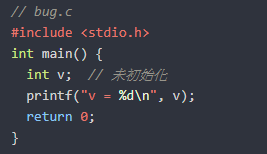 // bug.c
#include <stdio.h>
int main() {
  int v;  // 未初始化
  printf("v = %d\n", v);
  return 0;
}